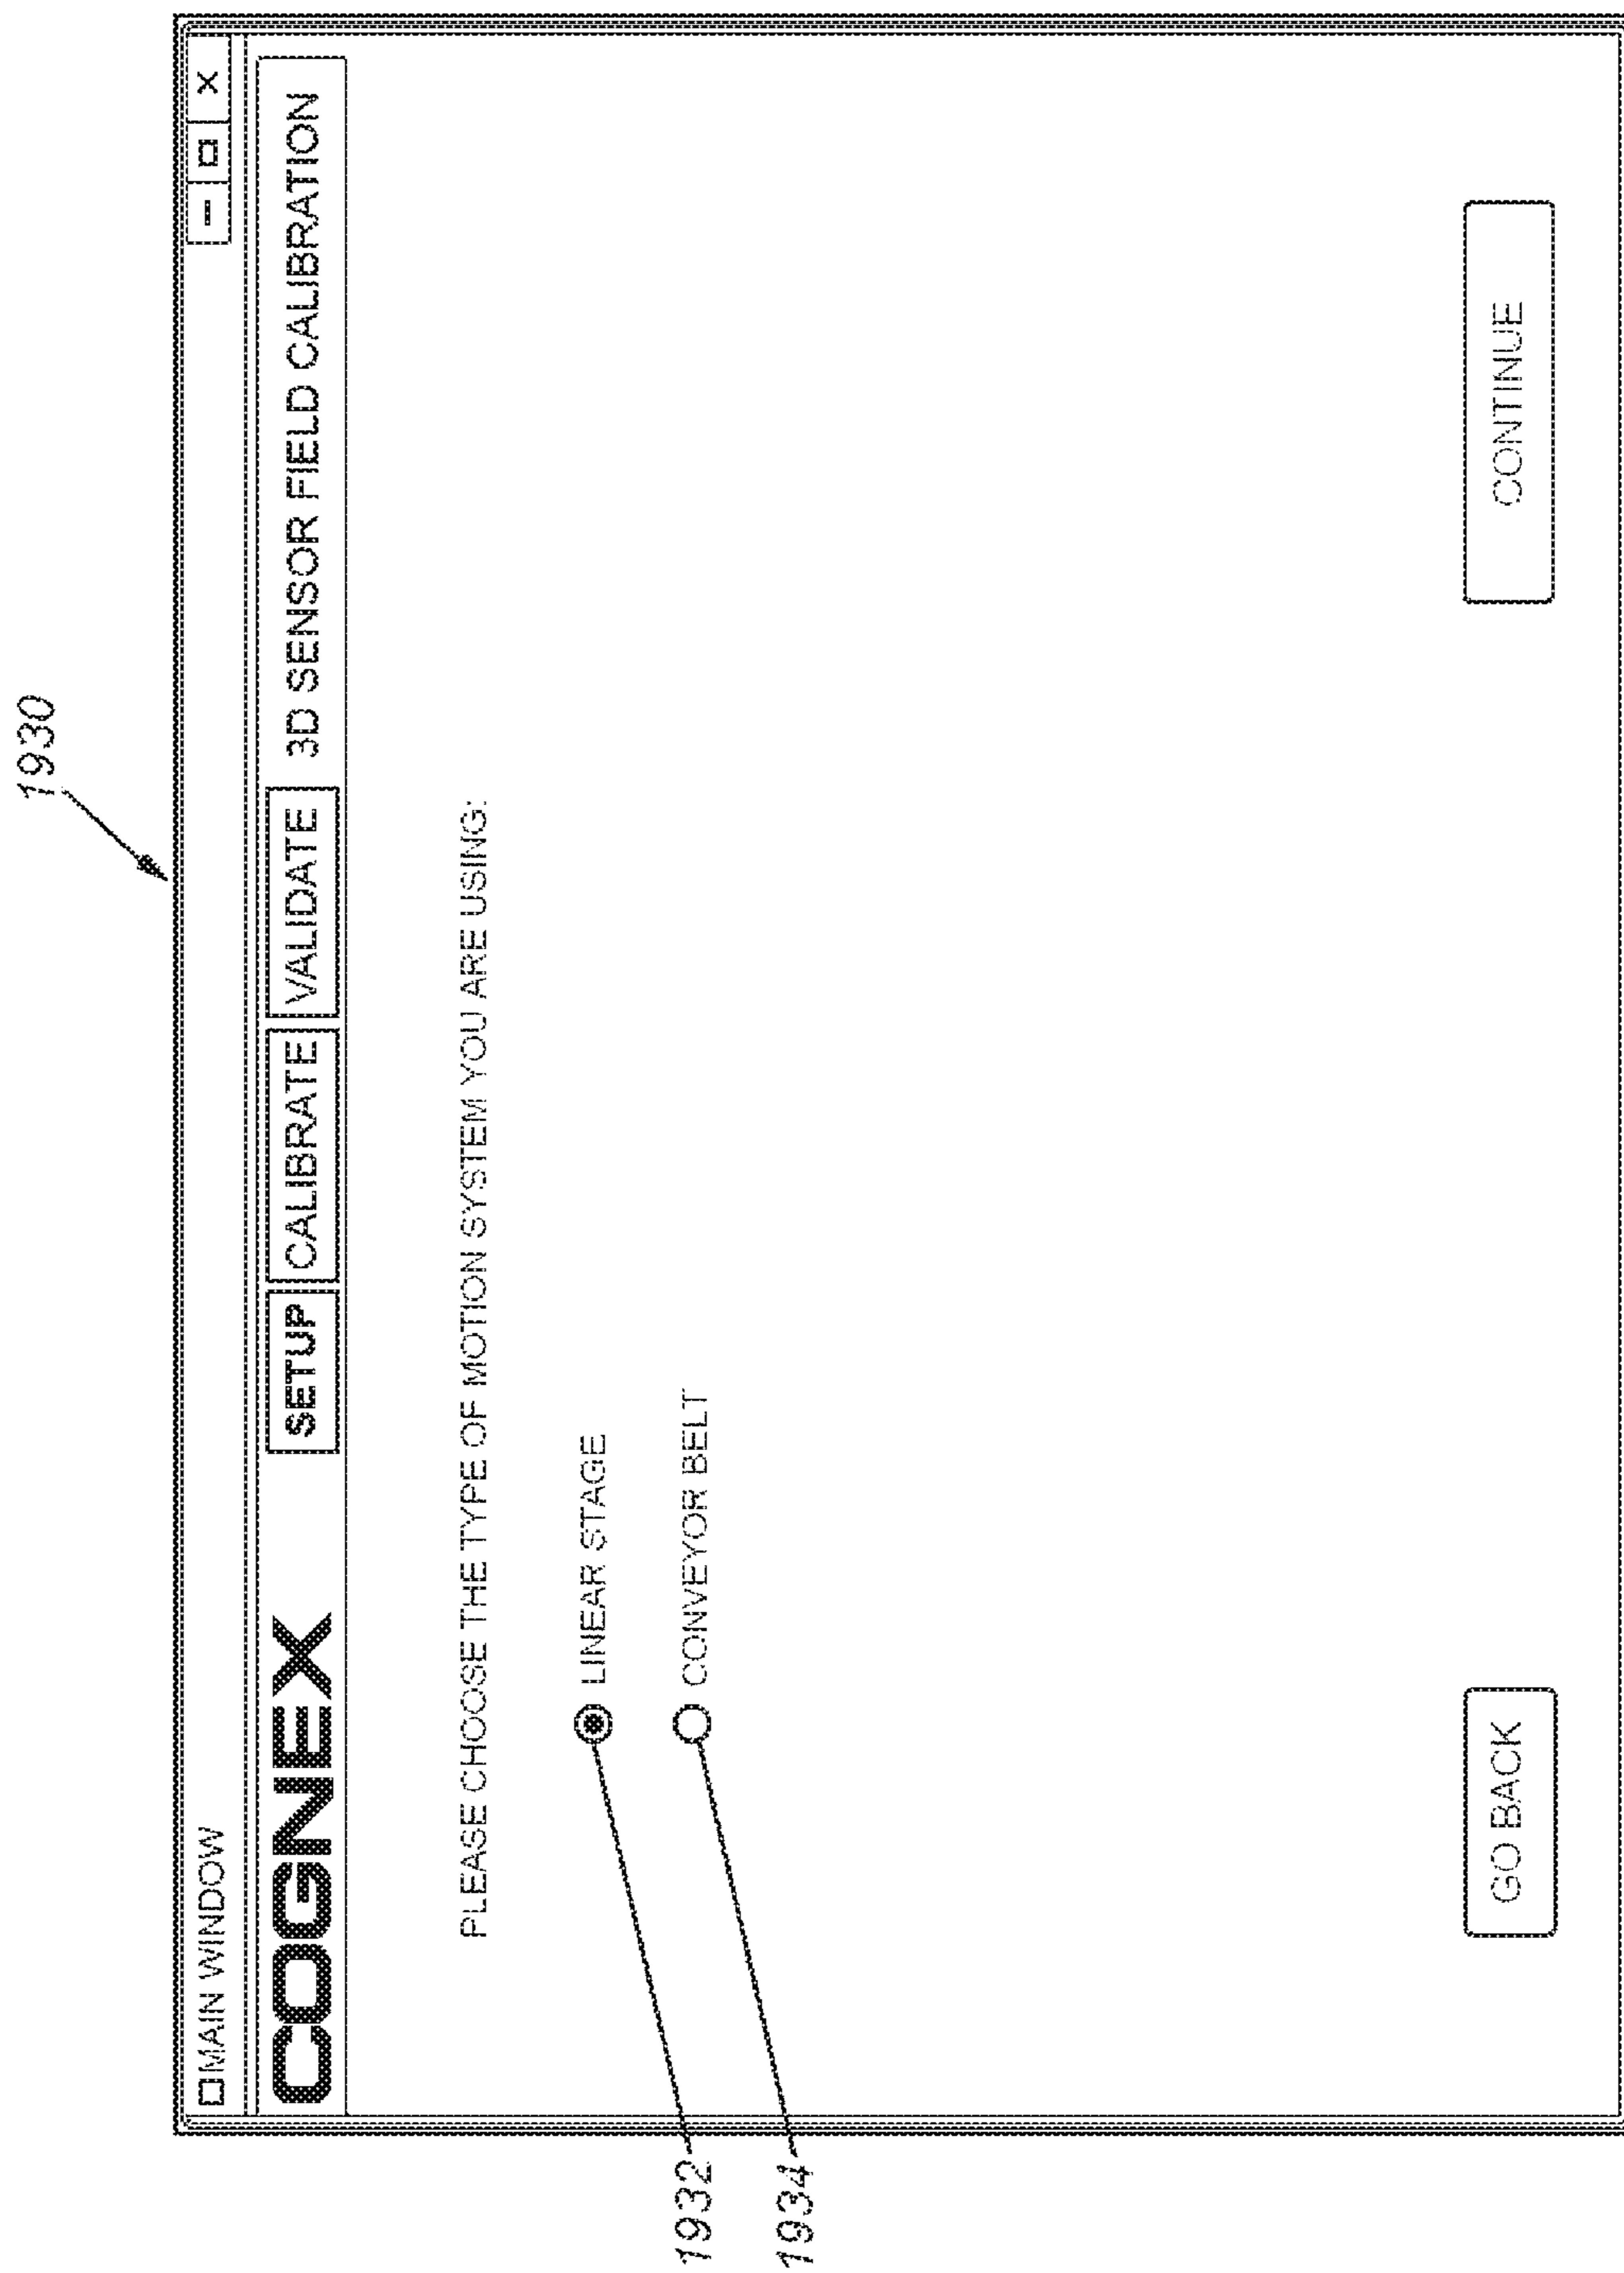 1930
MAIN WINDOW
COGNEX SETUP CALIBRATE VALIDATE 3D SENSOR FIELD CALIBRATION
PLEASE CHOOSE THE TYPE OF MOTION SYSTEM YOU ARE USING:
LINEAR STAGE
CONVEYOR BELT
1932
1934
GO BACK
CONTINUE